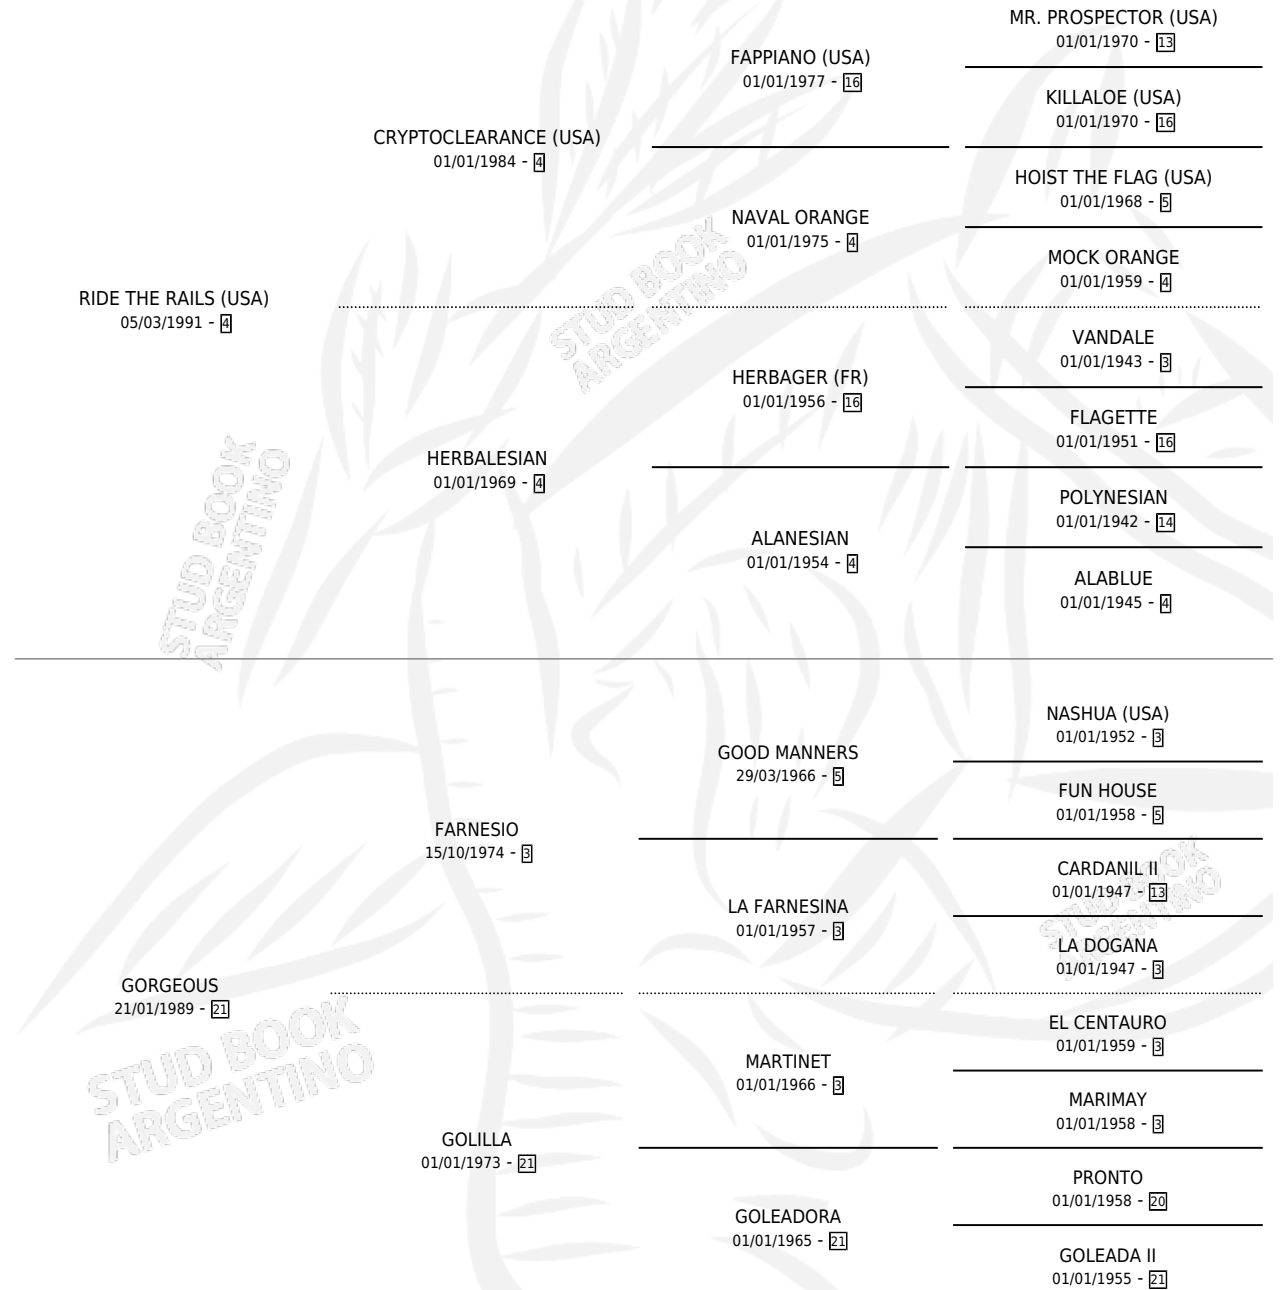 MR. PROSPECTOR (USA)
01/01/1970 - 13
FAPPIANO (USA)
01/01/1977 - 16
KILLALOE (USA)
01/01/1970 - 16
CRYPTOCLEARANCE (USA)
01/01/1984 - 4
HOIST THE FLAG (USA)
01/01/1968 - 5
NAVAL ORANGE
01/01/1975 - 4
MOCK ORANGE
01/01/1959 - 4
RIDE THE RAILS (USA)
05/03/1991 - 4
STUD BOOK
ARGENTINO
VANDALE
01/01/1943 - 3
HERBAGER (FR)
01/01/1956 - 16
FLAGETTE
01/01/1951 - 16
HERBALESIAN
01/01/1969 - 4
POLYNESIAN
01/01/1942 - 14
ALANESIAN
01/01/1954 - 4
ALABLUE
01/01/1945 - 4
STUD BOOK
ARGENTINO
NASHUA (USA)
01/01/1952 - 3
GOOD MANNERS
29/03/1966 - 5
FUN HOUSE
01/01/1958 - 5
FARNESIO
15/10/1974 - 3
CARDANIL II
01/01/1947 - 13
LA FARNESINA
01/01/1957 - 3
LA DOGANA
01/01/1947 - 3
STUD BOOK
ARGENTINO
GORGEOUS
21/01/1989 - 21
EL CENTAURO
01/01/1959 - 3
MARTINET
01/01/1966 - 3
MARIMAY
01/01/1958 - 3
STUD BOOK
ARGENTINO
GOLILLA
01/01/1973 - 21
PRONTO
01/01/1958 - 20
GOLEADORA
01/01/1965 - 21
GOLEADA II
01/01/1955 - 21